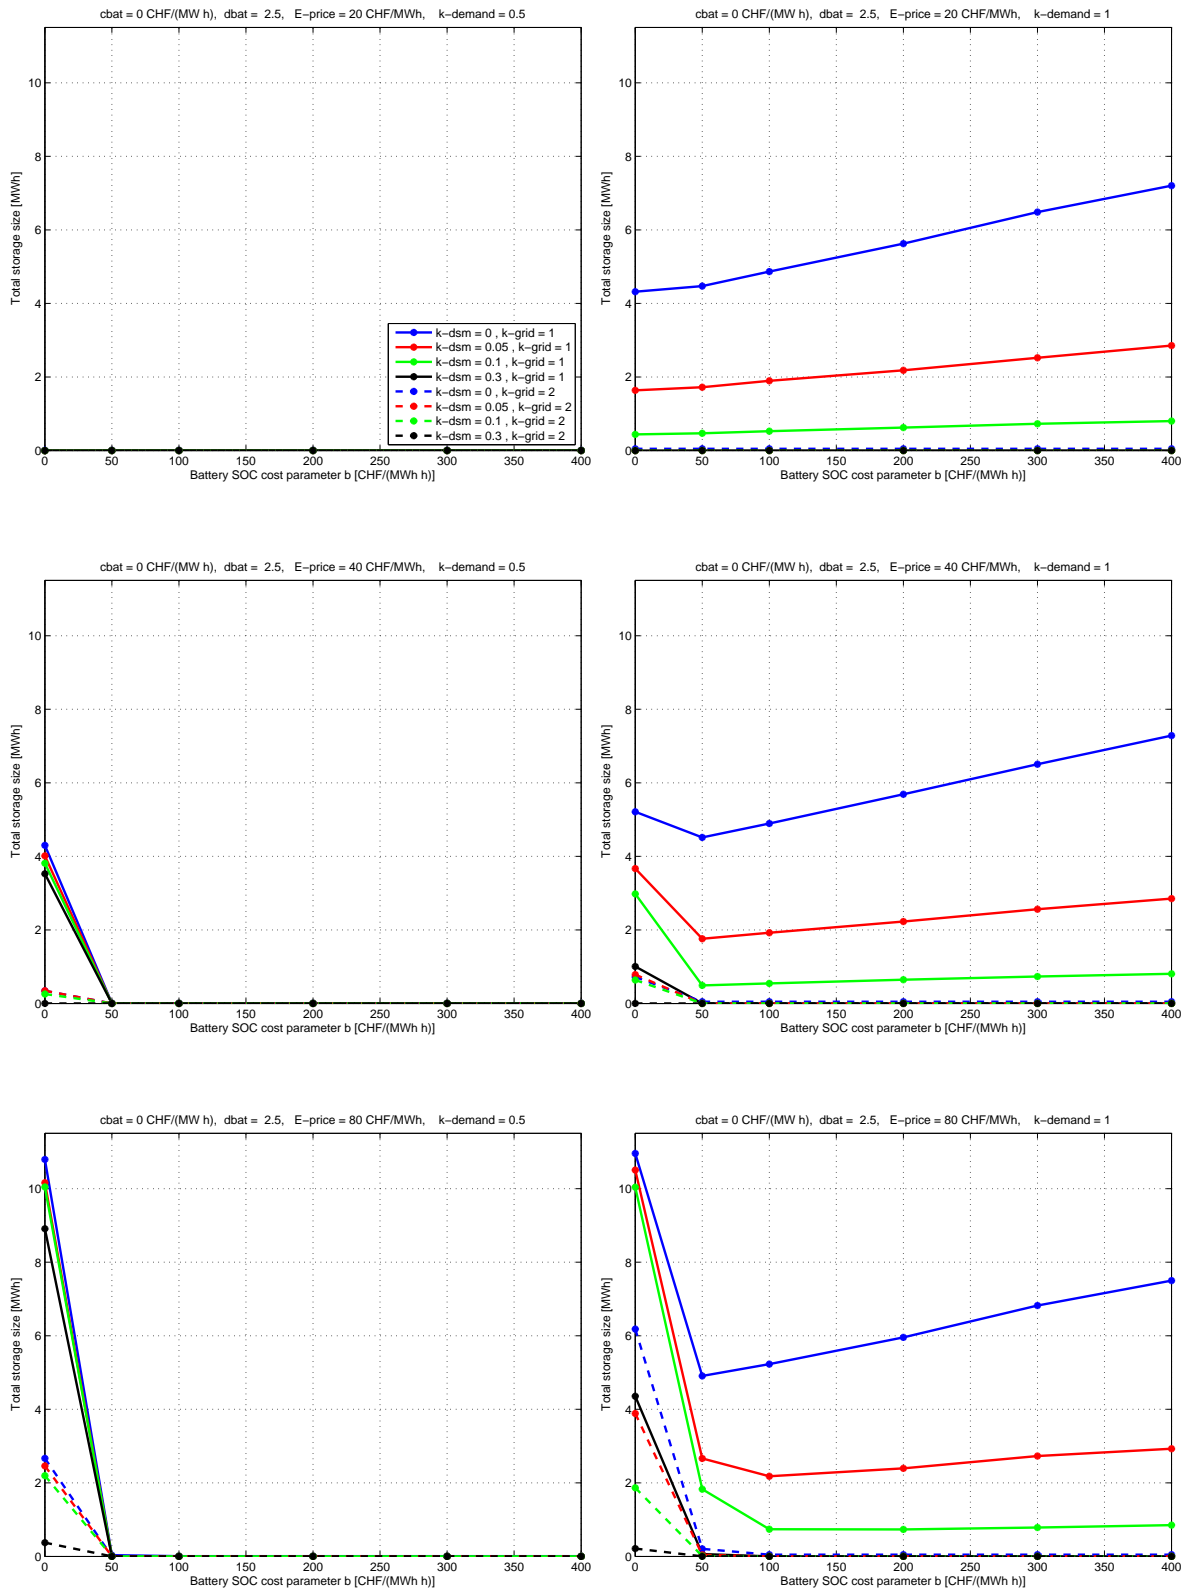 cbat = 0 CHF/(MW h), dbat = 2.5, E−price = 20 CHF/MWh, k−demand = 0.5
Total storage size [MWh]
10
8
6
4
2
0
k−dsm = 0 , k−grid = 1
k−dsm = 0.05 , k−grid = 1
k−dsm = 0.1 , k−grid = 1
k−dsm = 0.3 , k−grid = 1
k−dsm = 0 , k−grid = 2
k−dsm = 0.05 , k−grid = 2
k−dsm = 0.1 , k−grid = 2
k−dsm = 0.3 , k−grid = 2
0 50 100 150 200 250 300 350 400
Battery SOC cost parameter b [CHF/(MWh h)]
cbat = 0 CHF/(MW h), dbat = 2.5, E−price = 20 CHF/MWh, k−demand = 1
Total storage size [MWh]
10
8
6
4
2
0
0 50 100 150 200 250 300 350 400
Battery SOC cost parameter b [CHF/(MWh h)]
cbat = 0 CHF/(MW h), dbat = 2.5, E−price = 40 CHF/MWh, k−demand = 0.5
Total storage size [MWh]
10
8
6
4
2
0
0 50 100 150 200 250 300 350 400
Battery SOC cost parameter b [CHF/(MWh h)]
cbat = 0 CHF/(MW h), dbat = 2.5, E−price = 40 CHF/MWh, k−demand = 1
Total storage size [MWh]
10
8
6
4
2
0
0 50 100 150 200 250 300 350 400
Battery SOC cost parameter b [CHF/(MWh h)]
cbat = 0 CHF/(MW h), dbat = 2.5, E−price = 80 CHF/MWh, k−demand = 0.5
Total storage size [MWh]
10
8
6
4
2
0
0 50 100 150 200 250 300 350 400
Battery SOC cost parameter b [CHF/(MWh h)]
cbat = 0 CHF/(MW h), dbat = 2.5, E−price = 80 CHF/MWh, k−demand = 1
Total storage size [MWh]
10
8
6
4
2
0
0 50 100 150 200 250 300 350 400
Battery SOC cost parameter b [CHF/(MWh h)]